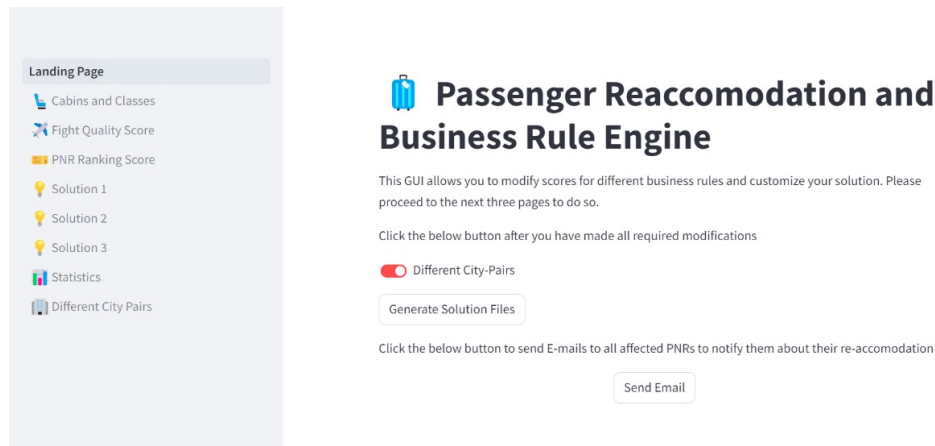 Landing Page
Cabins and Classes
Fight Quality Score
PNR Ranking Score
Solution 1
Solution 2
Solution 3
Statistics
Different City Pairs
Passenger Reaccomodation and
Business Rule Engine
This GUI allows you to modify scores for different business rules and customize your solution. Please
proceed to the next three pages to do so.
Click the below button after you have made all required modifications
Different City-Pairs
Generate Solution Files
Click the below button to send E-mails to all affected PNRs to notify them about their re-accomodation
Send Email